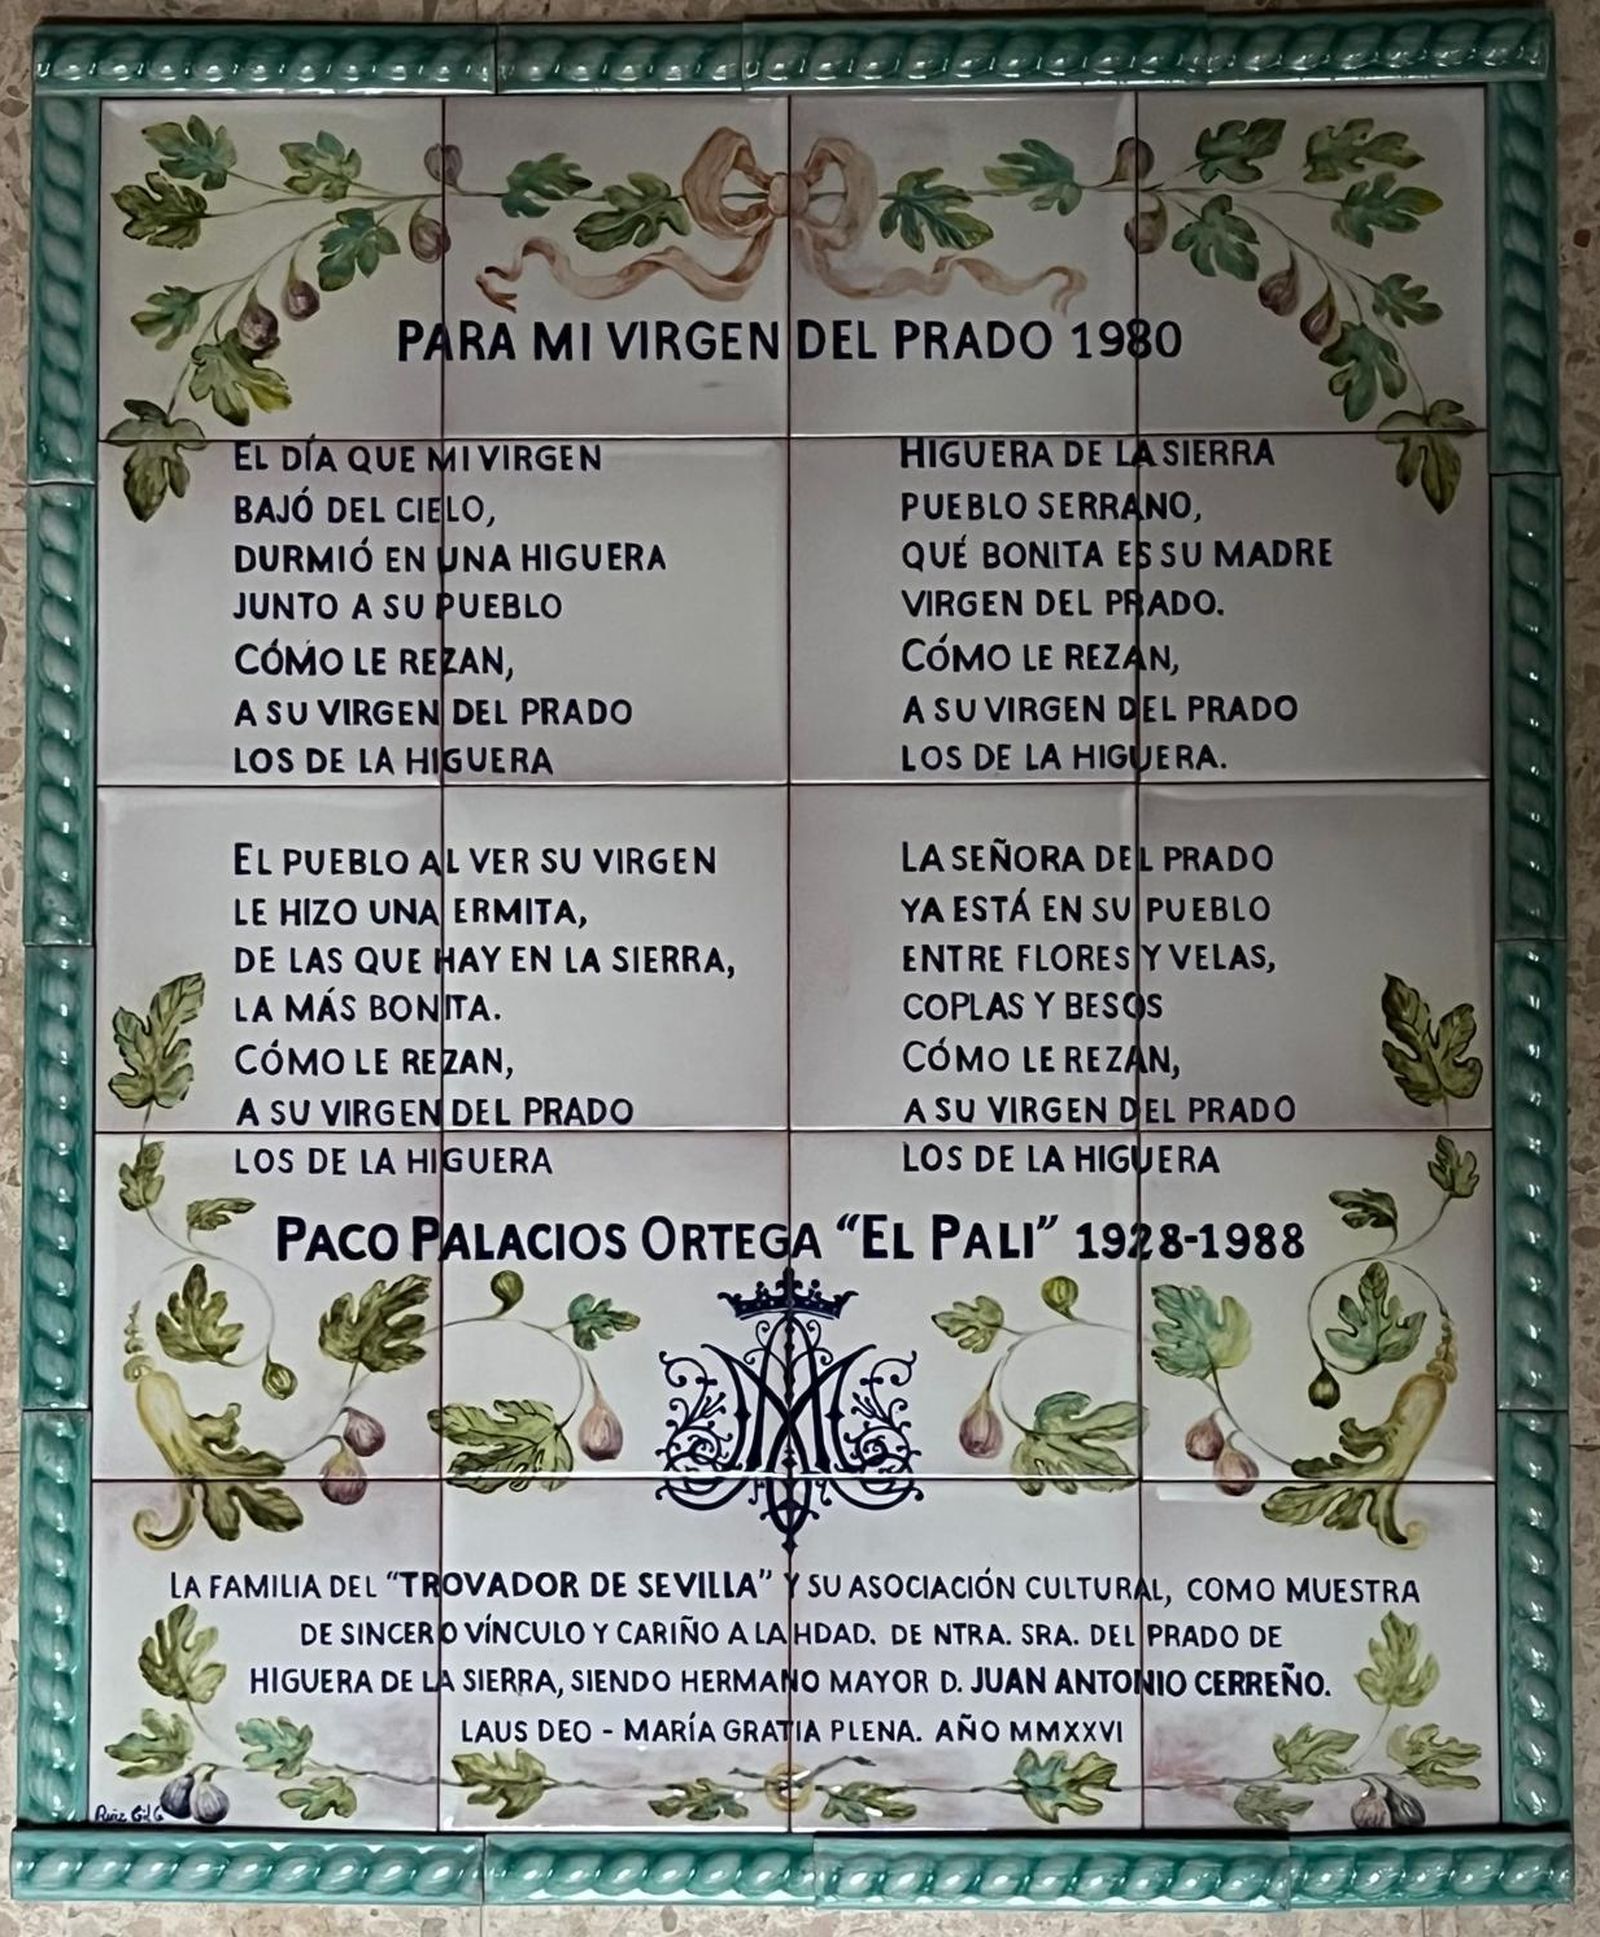 PARA MI VIRGEN DEL PRADO 1980
EL DÍA QUE MI VIRGEN
BAJÓ DEL CIELO,
DURMIÓ EN UNA HIGUERA
JUNTO A SU PUEBLO
CÓMO LE REZAN,
A SU VIRGEN DEL PRADO
LOS DE LA HIGUERA
EL PUEBLO AL VER SU VIRGEN
LE HIZO UNA ERMITA,
DE LAS QUE HAY EN LA SIERRA,
LA MÁS BONITA.
CÓMO LE REZAN,
A SU VIRGEN DEL PRADO
LOS DE LA HIGUERA
HIGUERA DE LA SIERRA
PUEBLO SERRANO,
QUÉ BONITA ES SU MADRE
VIRGEN DEL PRADO.
CÓMO LE REZAN,
A SU VIRGEN DEL PRADO
LOS DE LA HIGUERA.
LA SEÑORA DEL PRADO
YA ESTÁ EN SU PUEBLO
ENTRE FLORES Y VELAS,
COPLAS Y BESOS
CÓMO LE REZAN,
A SU VIRGEN DEL PRADO
LOS DE LA HIGUERA
PACO PALACIOS ORTEGA "EL PALI" 1928-1988
LA FAMILIA DEL "TROVADOR DE SEVILLA" Y SU ASOCIACIÓN CULTURAL, COMO MUESTRA
DE SINCERO VÍNCULO Y CARIÑO A LA HDAD. DE NTRA. SRA. DEL PRADO DE
HIGUERA DE LA SIERRA, SIENDO HERMANO MAYOR D. JUAN ANTONIO CERREÑO.
LAUS DEO - MARÍA GRATIA PLENA. AÑO MMXXVI